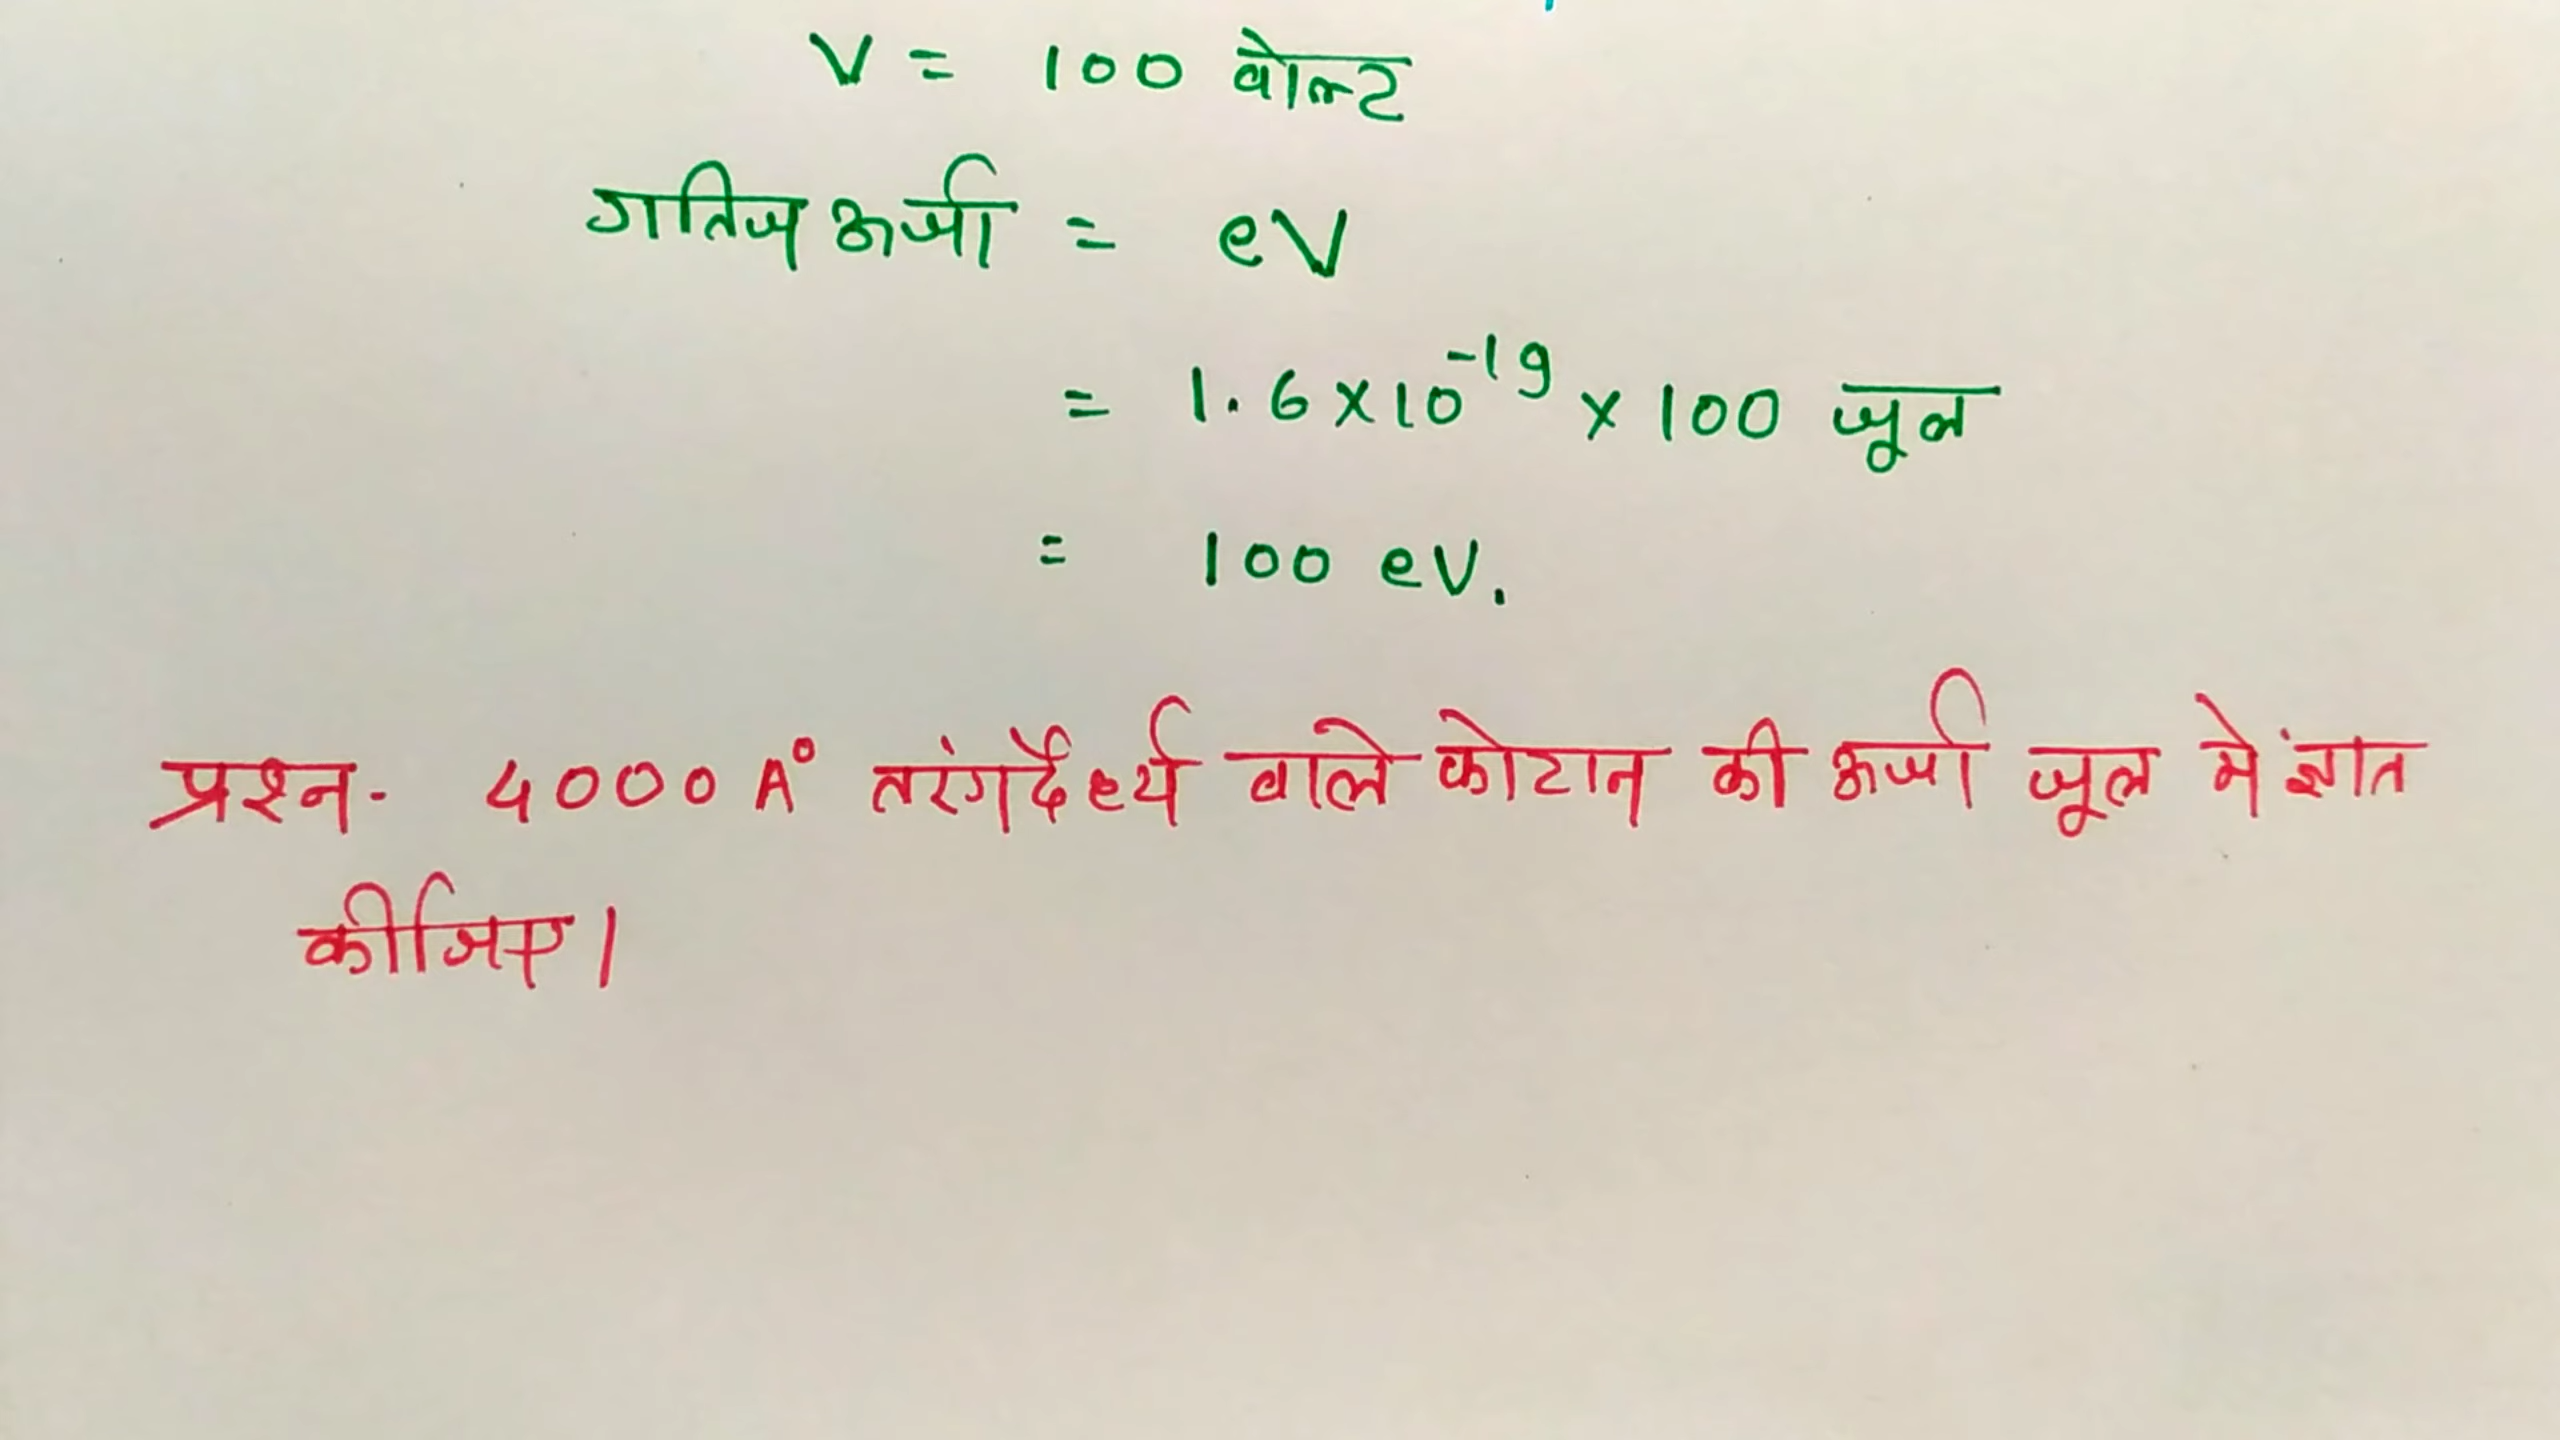 V = 100 वोल्ट
गतिज ऊर्जा = eV
= 1.6 × 10⁻¹⁹ × 100 जूल
= 100 eV.
प्रश्न- 4000 A° तरंगदैर्ध्य वाले फोटान की ऊर्जा जूल में ज्ञात
कीजिए।